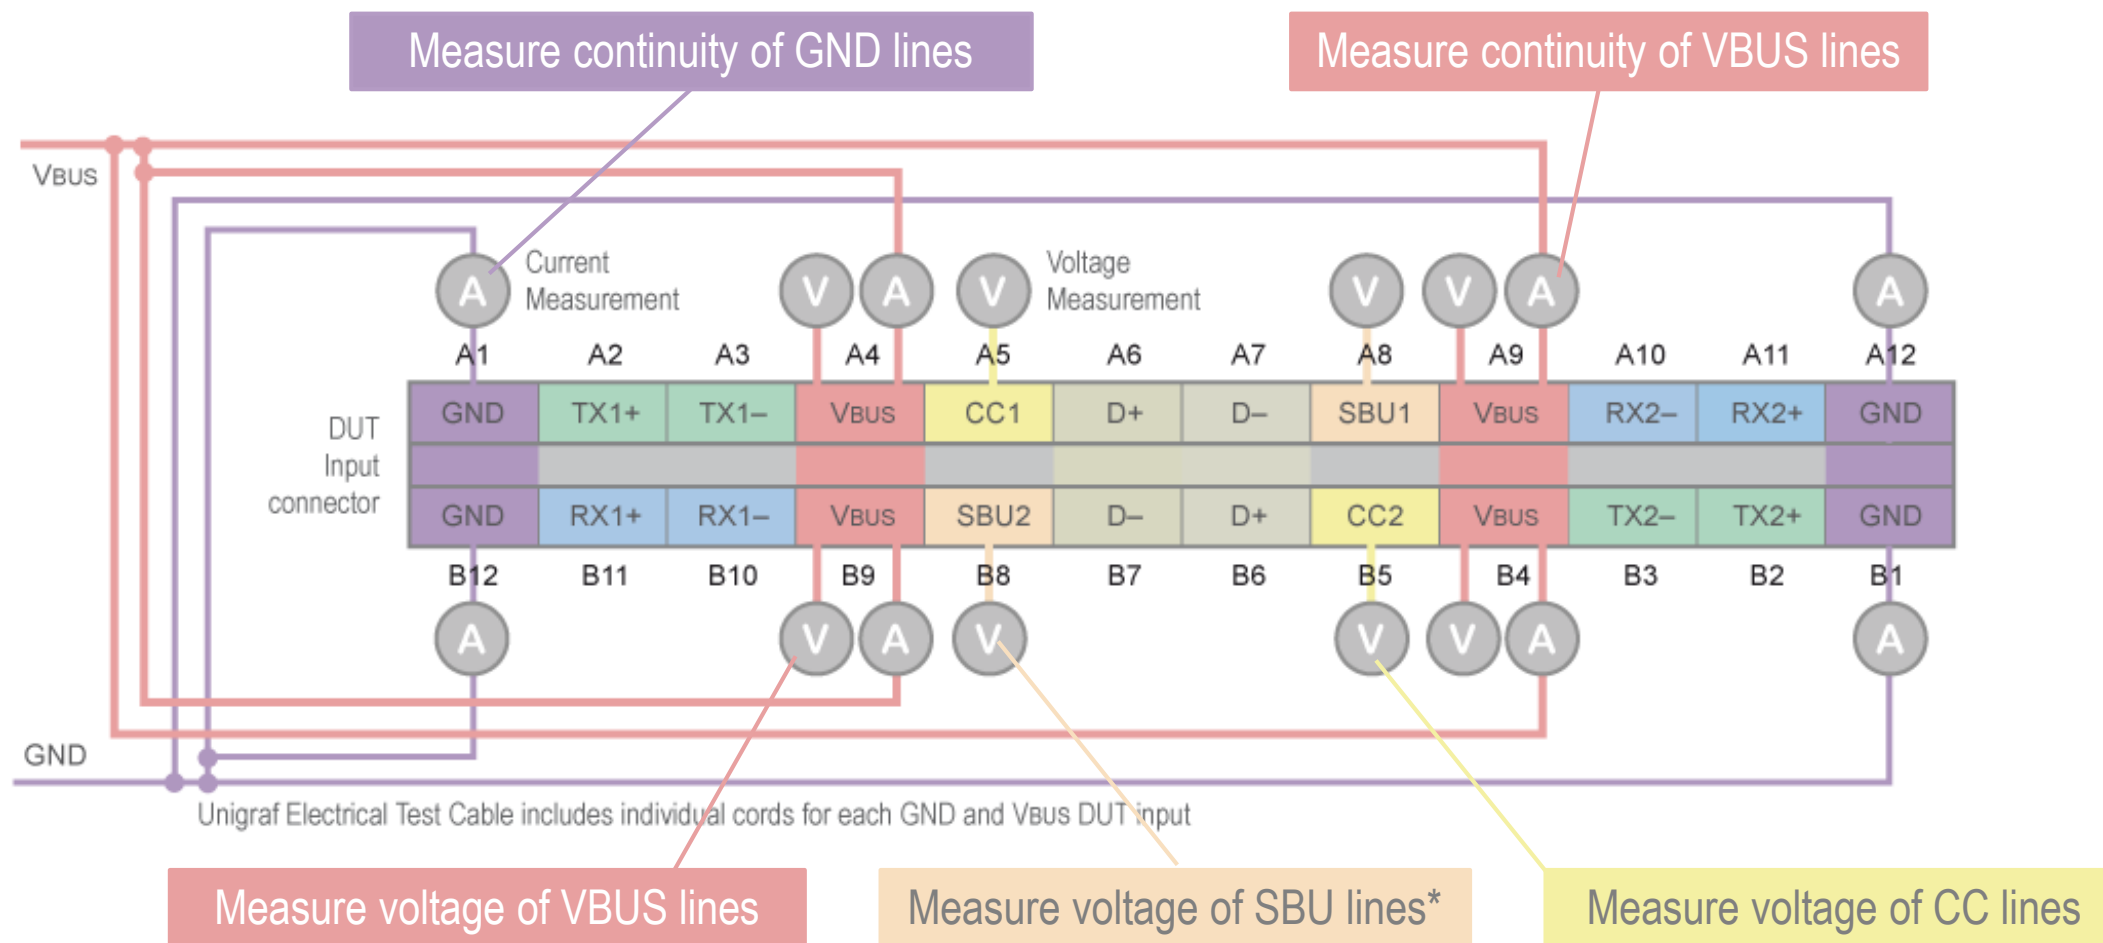 Measure continuity of GND lines
Measure continuity of VBUS lines
VBUS
Current
Measurement
Voltage
Measurement
A V A V V V A A
A1 A2 A3 A4 A5 A6 A7 A8 A9 A10 A11 A12
DUT
Input
connector
GND TX1+ TX1– VBUS CC1 D+ D– SBU1 VBUS RX2– RX2+ GND
GND RX1+ RX1– VBUS SBU2 D– D+ CC2 VBUS TX2– TX2+ GND
B12 B11 B10 B9 B8 B7 B6 B5 B4 B3 B2 B1
A V A V V V A A
GND
Unigraf Electrical Test Cable includes individual cords for each GND and VBUS DUT input
Measure voltage of VBUS lines
Measure voltage of SBU lines*
Measure voltage of CC lines